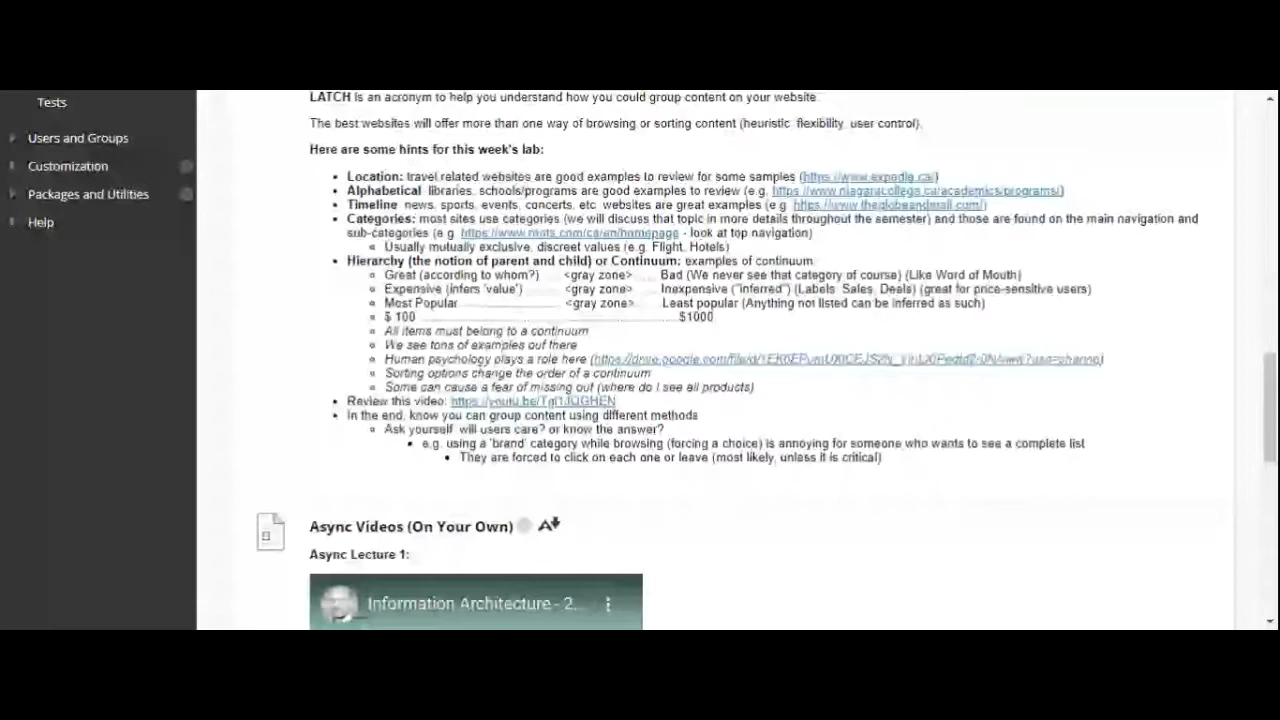 Tests
Users and Groups
Customization
Packages and Utilities
Help
LATCH is an acronym to help you understand how you could group content on your website.
The best websites will offer more than one way of browsing or sorting content (heuristic: flexibility, user control).
Here are some hints for this week's lab:
Location: travel related websites are good examples to review for some samples (https://www.expedia.ca/)
Alphabetical: libraries, schools/programs are good examples to review (e.g. https://www.niagaracollege.ca/academics/programs/)
Timeline: news, sports, events, concerts, etc. websites are great examples (e.g. https://www.theglobeandmail.com/)
Categories: most sites use categories (we will discuss that topic in more details throughout the semester) and those are found on the main navigation and
sub-categories (e.g. https://www.roots.com/ca/en/homepage - look at top navigation)
Usually mutually exclusive, discreet values (e.g. Flight, Hotels)
Hierarchy (the notion of parent and child) or Continuum: examples of continuum
Great (according to whom?) <gray zone> Bad (We never see that category of course) (Like Word of Mouth)
Expensive (infers 'value') <gray zone> Inexpensive ("inferred") (Labels: Sales, Deals) (great for price-sensitive users)
Most Popular <gray zone> Least popular (Anything not listed can be inferred as such)
$ 100 $1000
All items must belong to a continuum
We see tons of examples out there
Human psychology plays a role here
Sorting options change the order of a continuum
Some can cause a fear of missing out (where do I see all products)
Review this video:
In the end, know you can group content using different methods
Ask yourself: will users care? or know the answer?
e.g. using a 'brand' category while browsing (forcing a choice) is annoying for someone who wants to see a complete list
They are forced to click on each one or leave (most likely, unless it is critical)
Async Videos (On Your Own)
Async Lecture 1:
Information Architecture - 2...